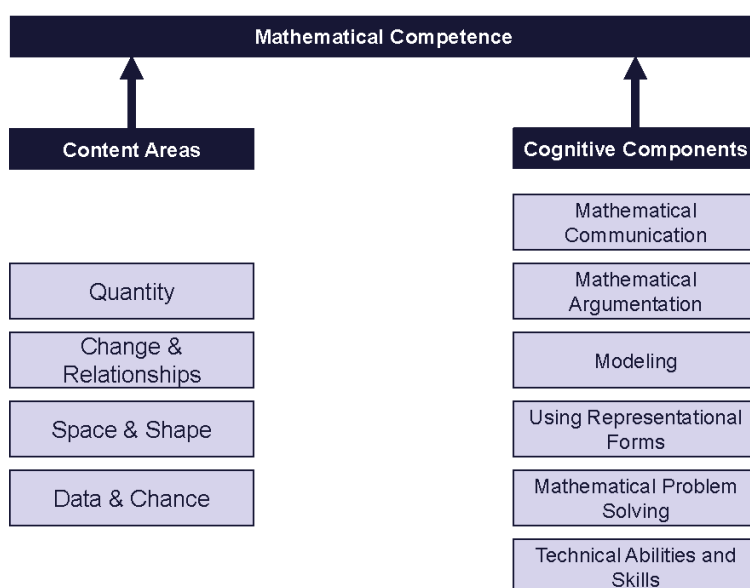 Mathematical Competence
Content Areas
Quantity
Change &
Relationships
Space & Shape
Data & Chance
Cognitive Components
Mathematical
Communication
Mathematical
Argumentation
Modeling
Using Representational
Forms
Mathematical Problem
Solving
Technical Abilities and
Skills